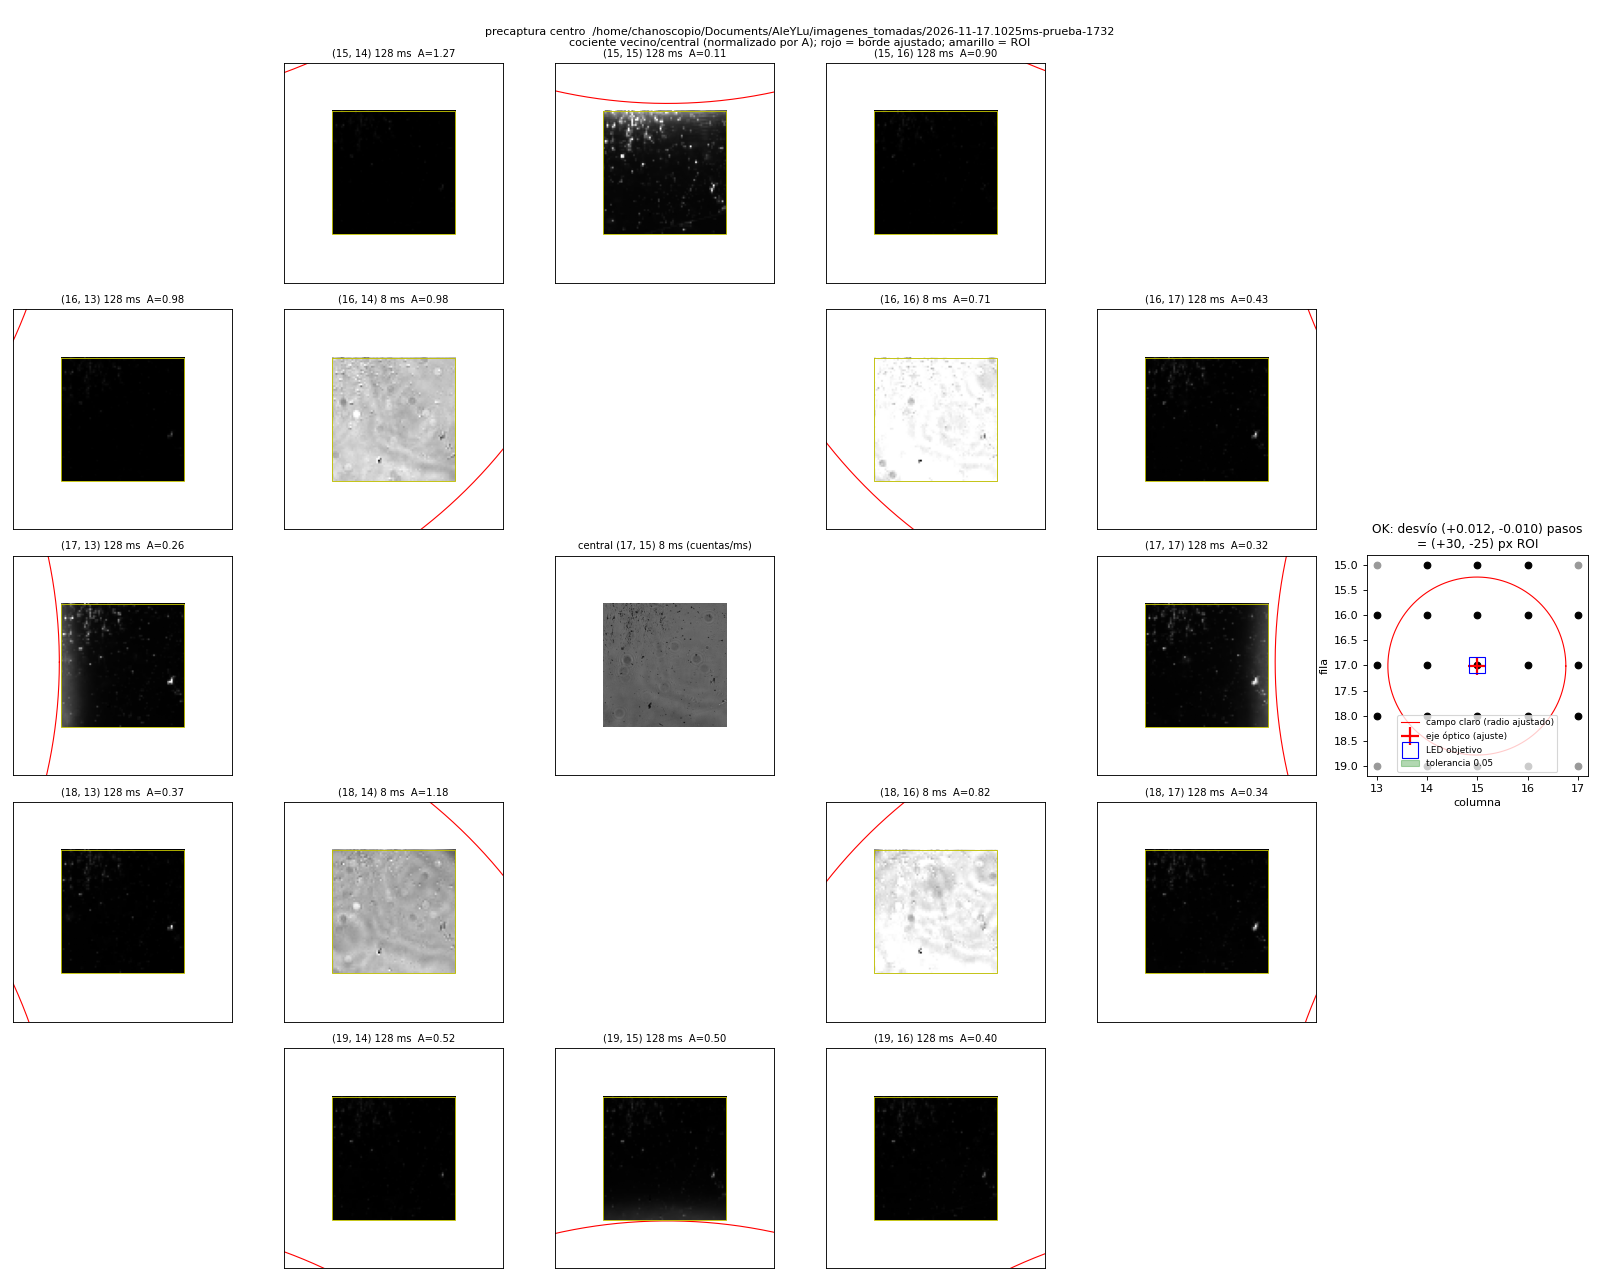 precaptura centro  /home/chanoscopio/Documents/AleYLu/imagenes_tomadas/2026-11-17.1025ms-prueba-1732
cociente vecino/central (normalizado por A); rojo = borde ajustado; amarillo = ROI
(15, 14) 128 ms  A=1.27
(15, 15) 128 ms  A=0.11
(15, 16) 128 ms  A=0.90
(16, 13) 128 ms  A=0.98
(16, 14) 8 ms  A=0.98
(16, 16) 8 ms  A=0.71
(16, 17) 128 ms  A=0.43
(17, 13) 128 ms  A=0.26
central (17, 15) 8 ms (cuentas/ms)
(17, 17) 128 ms  A=0.32
OK: desvío (+0.012, -0.010) pasos
= (+30, -25) px ROI
15.0
15.5
16.0
16.5
17.0
17.5
18.0
18.5
19.0
fila
campo claro (radio ajustado)
eje óptico (ajuste)
LED objetivo
tolerancia 0.05
13
14
15
16
17
columna
(18, 13) 128 ms  A=0.37
(18, 14) 8 ms  A=1.18
(18, 16) 8 ms  A=0.82
(18, 17) 128 ms  A=0.34
(19, 14) 128 ms  A=0.52
(19, 15) 128 ms  A=0.50
(19, 16) 128 ms  A=0.40